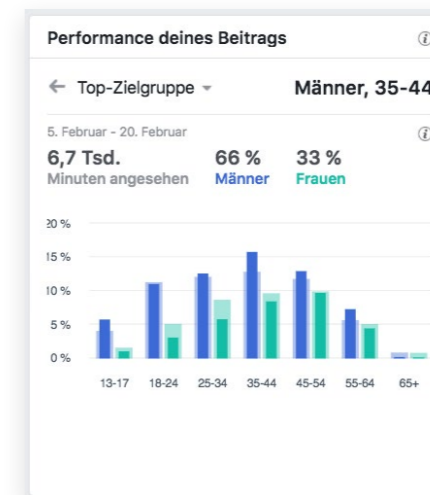 Performance deines Beitrags
Top-Zielgruppe
Männer, 35-44
5. Februar - 20. Februar
6,7 Tsd. 66 % 33 %
Minuten angesehen Männer Frauen
20 %
15 %
10 %
5 %
0 %
13-17 18-24 25-34 35-44 45-54 55-64 65+